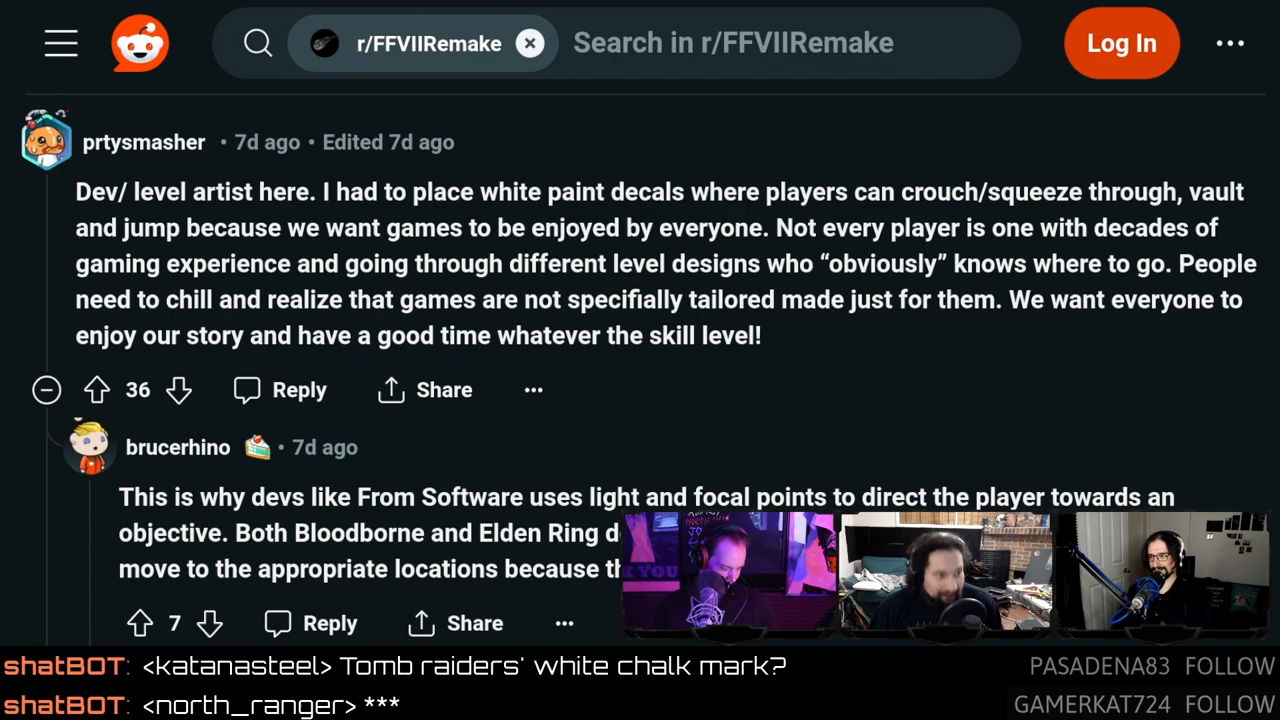 r/FFVIIRemake
Search in r/FFVIIRemake
Log In
prtysmasher • 7d ago • Edited 7d ago
Dev/ level artist here. I had to place white paint decals where players can crouch/squeeze through, vault
and jump because we want games to be enjoyed by everyone. Not every player is one with decades of
gaming experience and going through different level designs who “obviously” knows where to go. People
need to chill and realize that games are not specifially tailored made just for them. We want everyone to
enjoy our story and have a good time whatever the skill level!
36 Reply Share
brucerhino • 7d ago
This is why devs like From Software uses light and focal points to direct the player towards an
objective. Both Bloodborne and Elden Ring
move to the appropriate locations because
7 Reply Share
YOU
shatBOT: <katanasteel> Tomb raiders' white chalk mark?
PASADENA83 FOLLOW
shatBOT: <north_ranger> ***
GAMERKAT724 FOLLOW